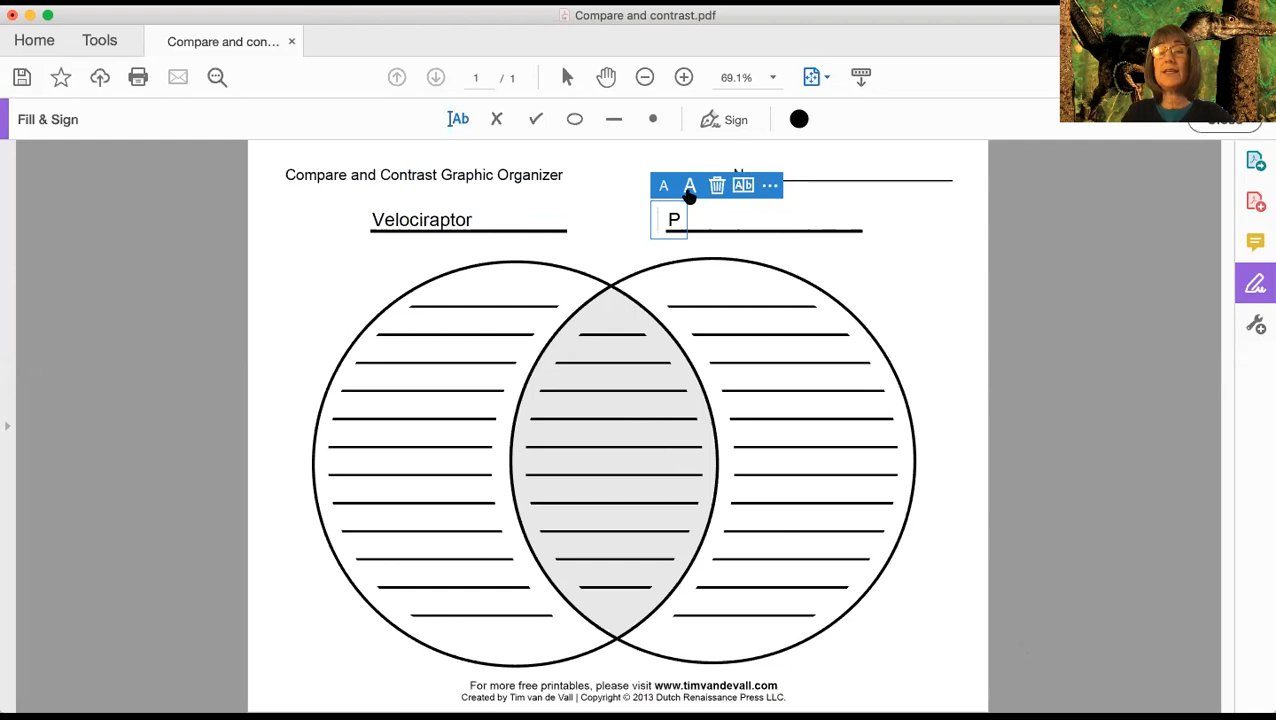 Compare and contrast.pdf
Home
Tools
Compare and con...
1
/ 1
69.1%
Fill & Sign
Ab
Sign
Compare and Contrast Graphic Organizer
A
A
Ab
Velociraptor
P
For more free printables, please visit www.timvandevall.com
Created by Tim van de Vall | Copyright © 2013 Dutch Renaissance Press LLC.